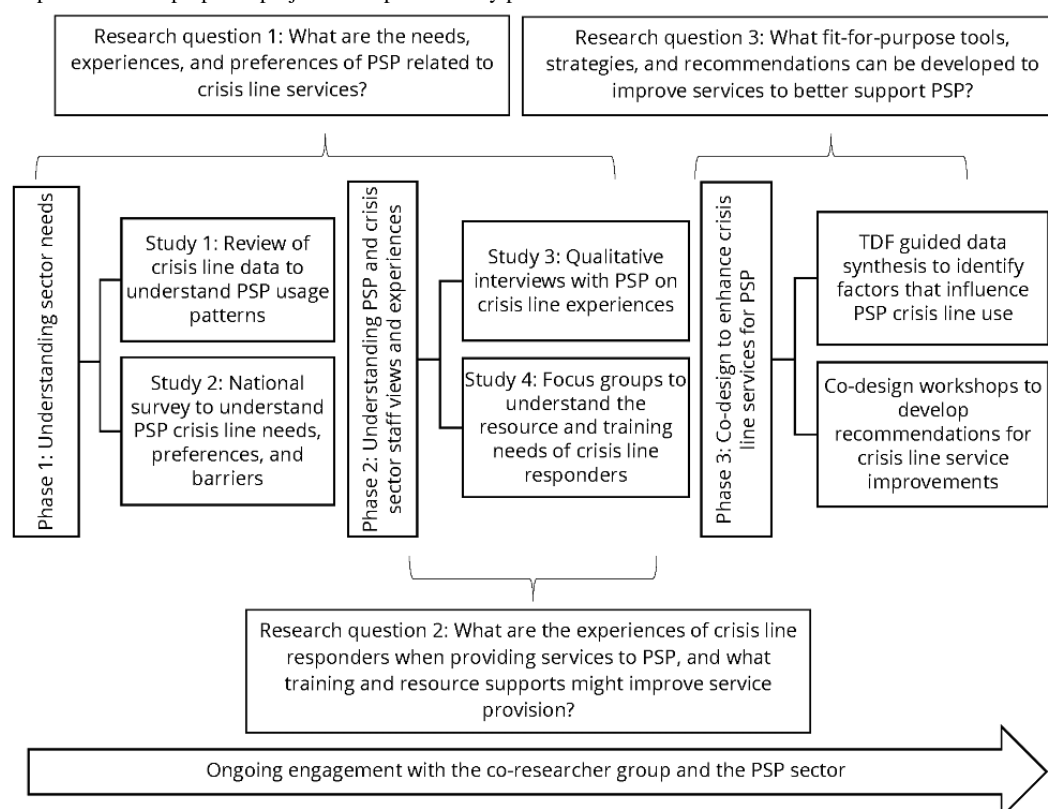 Research question 1: What are the needs,
experiences, and preferences of PSP related to
crisis line services?
Research question 3: What fit-for-purpose tools,
strategies, and recommendations can be developed to
improve services to better support PSP?
Phase 1: Understanding sector needs
Study 1: Review of
crisis line data to
understand PSP usage
patterns
Study 2: National
survey to understand
PSP crisis line needs,
preferences, and
barriers
Phase 2: Understanding PSP and crisis
sector staff views and experiences
Study 3: Qualitative
interviews with PSP on
crisis line experiences
Study 4: Focus groups to
understand the
resource and training
needs of crisis line
responders
Phase 3: Co-design to enhance crisis
line services for PSP
TDF guided data
synthesis to identify
factors that influence
PSP crisis line use
Co-design workshops to
develop
recommendations for
crisis line service
improvements
Research question 2: What are the experiences of crisis line
responders when providing services to PSP, and what
training and resource supports might improve service
provision?
Ongoing engagement with the co-researcher group and the PSP sector